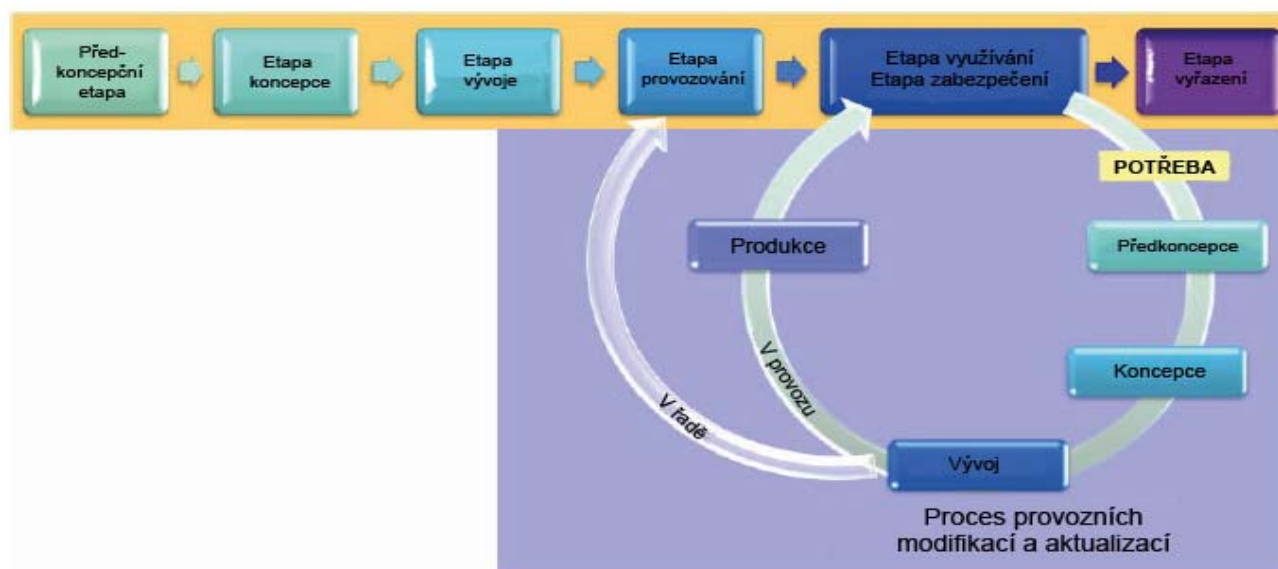 Před-
koncepční
etapa
Etapa
koncepce
Etapa
vývoje
Etapa
provozování
Etapa využívání
Etapa zabezpečení
Etapa
vyřazení
POTŘEBA
Produkce
Předkoncepce
V provozu
Koncepce
V řadě
Vývoj
Proces provozních
modifikací a aktualizací